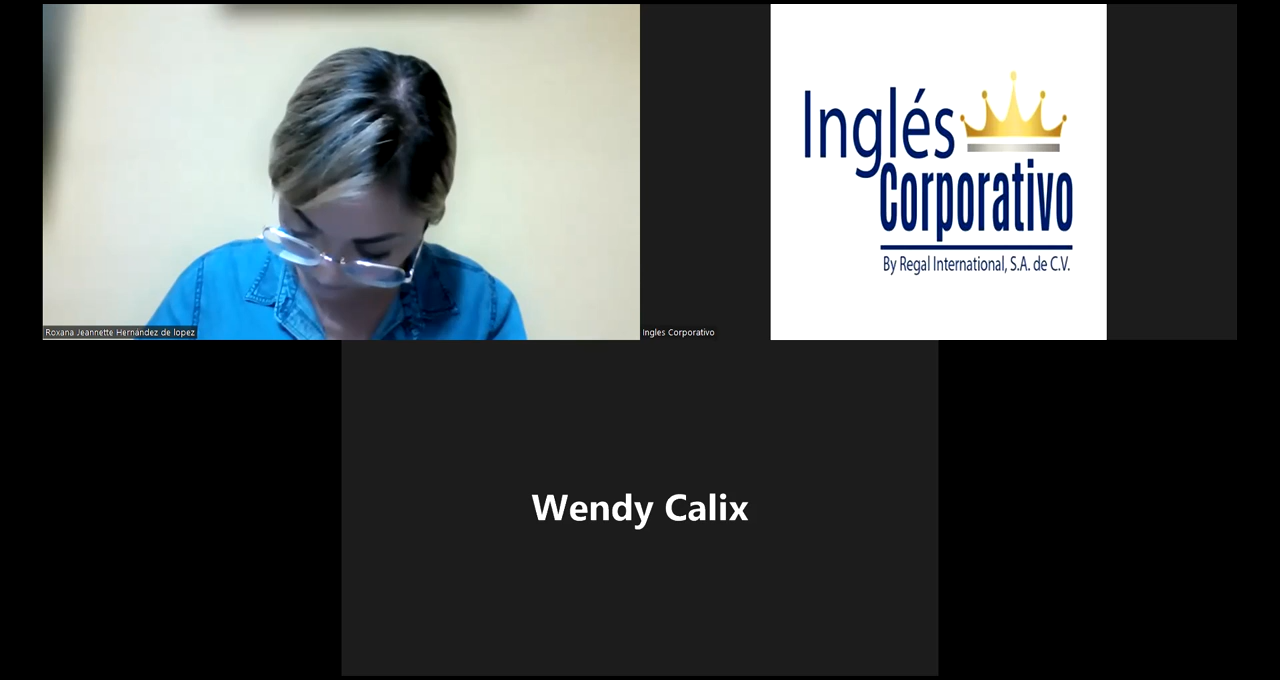 Inglés
Corporativo
By Regal International, S.A. de C.V.
Roxana Jeannette Hernández de lopez
Ingles Corporativo
Wendy Calix